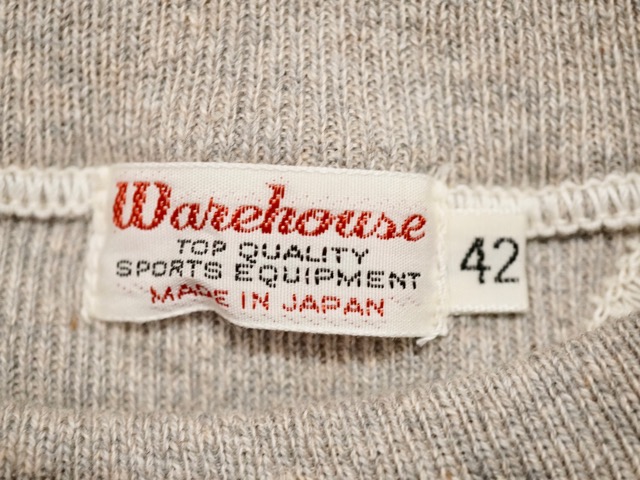 Warehouse
TOP QUALITY
SPORTS EQUIPMENT
MADE IN JAPAN
42